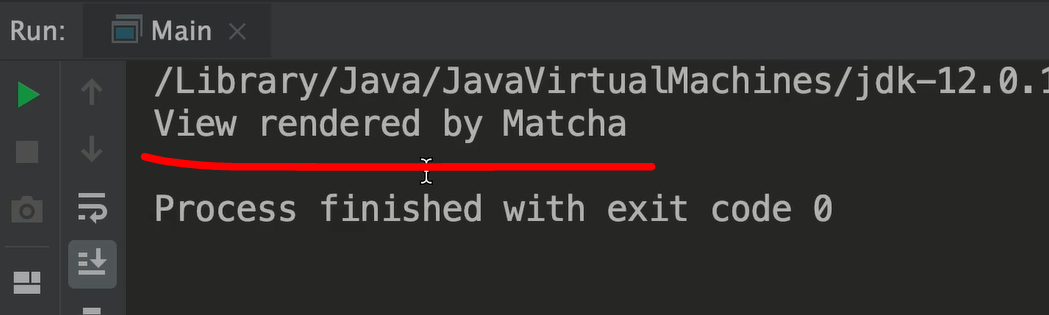 Run: Main
/Library/Java/JavaVirtualMachines/jdk-12.0.1
View rendered by Matcha
Process finished with exit code 0